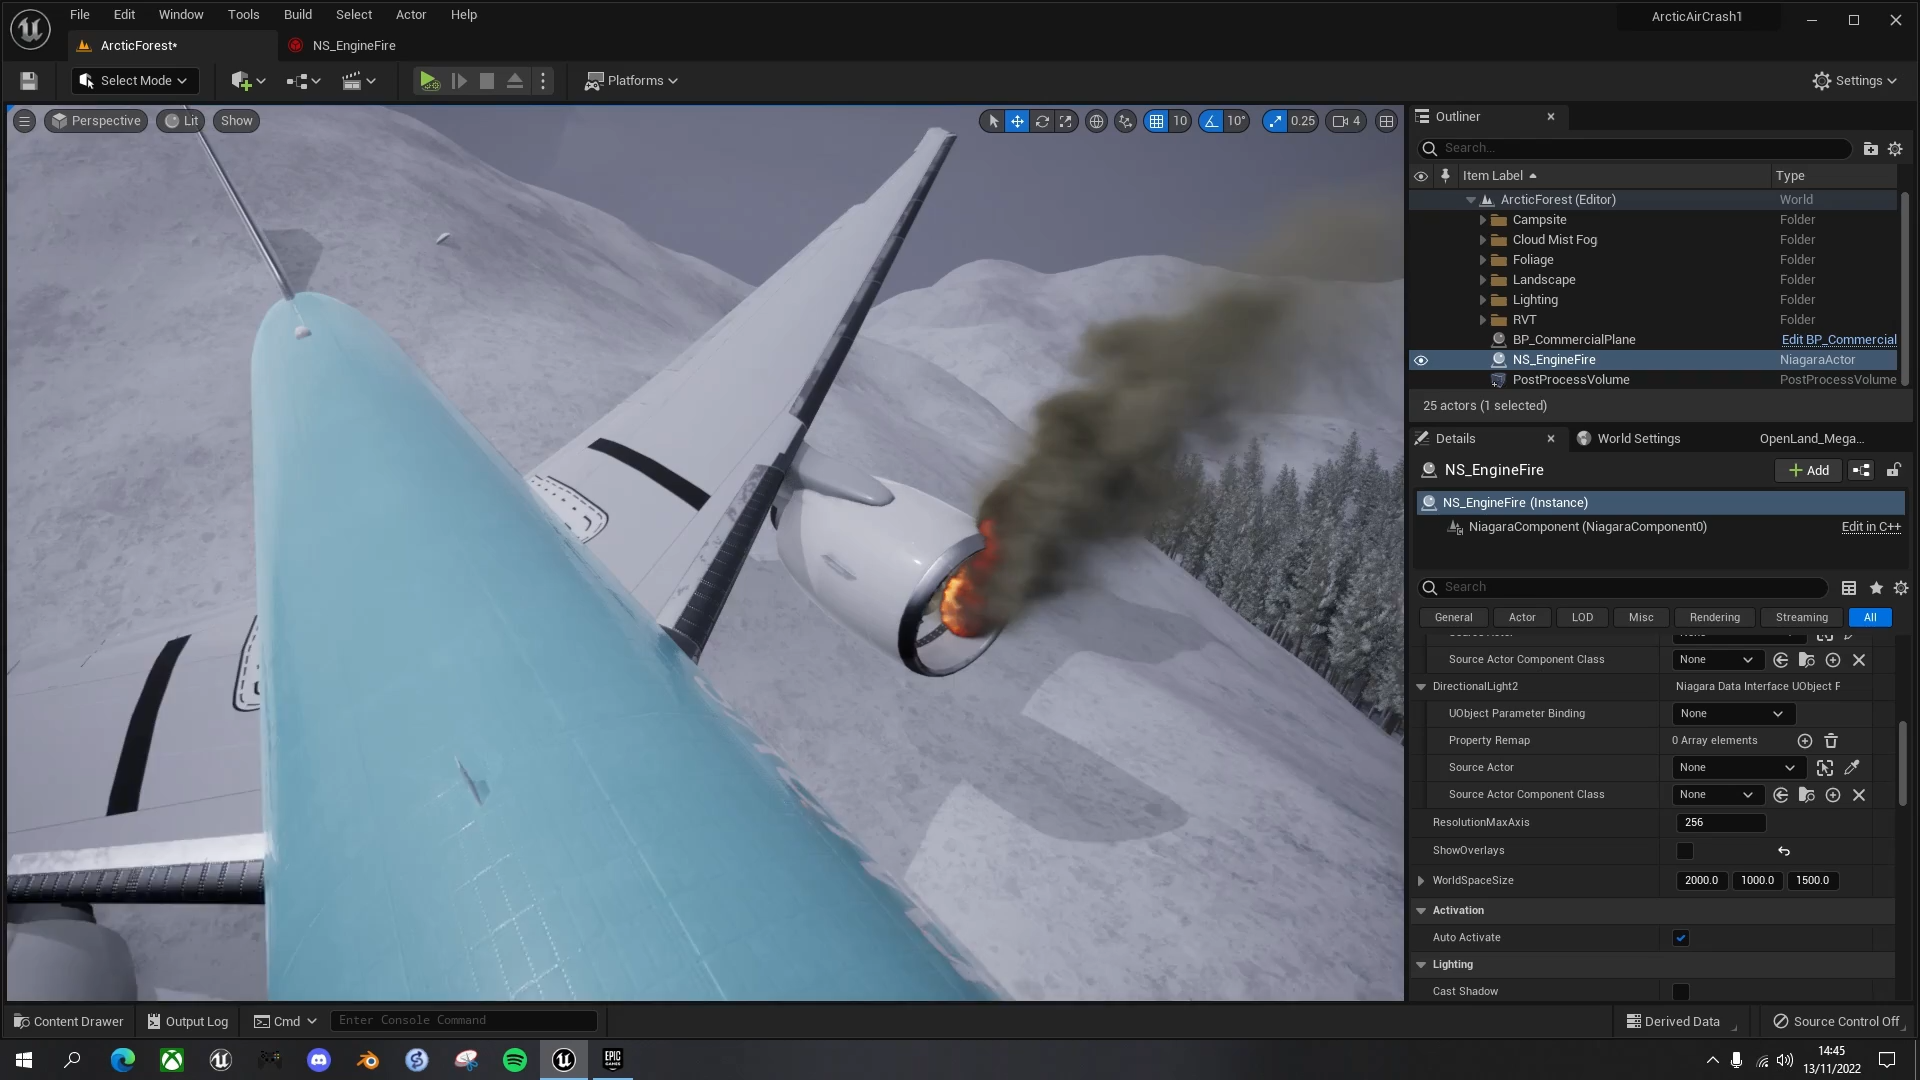 File Edit Window Tools Build Select Actor Help
ArcticAirCrash1
ArcticForest*
NS_EngineFire
Select Mode
Platforms
Settings
Perspective
Lit
Show
10
10°
0.25
4
Outliner
Search...
Item Label
Type
ArcticForest (Editor)
World
Campsite
Folder
Cloud Mist Fog
Folder
Foliage
Folder
Landscape
Folder
Lighting
Folder
RVT
Folder
BP_CommercialPlane
Edit BP_Commercial
NS_EngineFire
NiagaraActor
PostProcessVolume
PostProcessVolume
25 actors (1 selected)
Details
World Settings
OpenLand_Mega...
NS_EngineFire
Add
NS_EngineFire (Instance)
NiagaraComponent (NiagaraComponent0)
Edit in C++
Search
General
Actor
LOD
Misc
Rendering
Streaming
All
Source Actor Component Class
None
DirectionalLight2
Niagara Data Interface UObject F
UObject Parameter Binding
None
Property Remap
0 Array elements
Source Actor
None
Source Actor Component Class
None
ResolutionMaxAxis
256
ShowOverlays
WorldSpaceSize
2000.0
1000.0
1500.0
Activation
Auto Activate
Lighting
Cast Shadow
Content Drawer
Output Log
Cmd
Enter Console Command
Derived Data
Source Control Off
EPIC
GAMES
14:45
13/11/2022